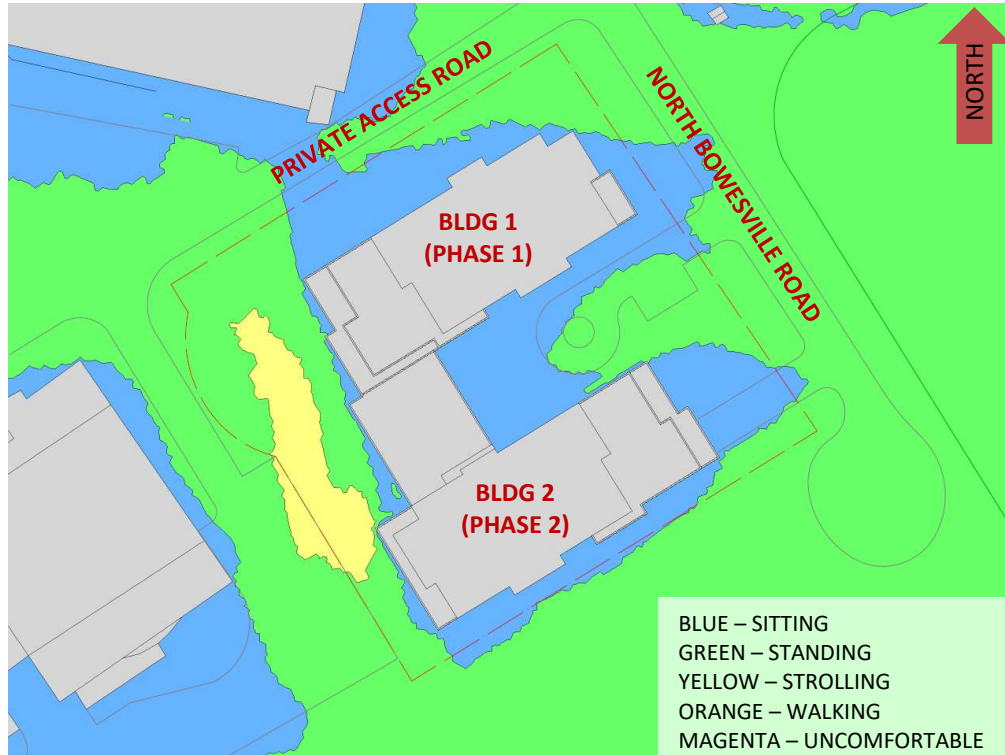 NORTH
PRIVATE ACCESS ROAD
NORTH BOWESVILLE ROAD
BLDG 1
(PHASE 1)
BLDG 2
(PHASE 2)
BLUE – SITTING
GREEN – STANDING
YELLOW – STROLLING
ORANGE – WALKING
MAGENTA – UNCOMFORTABLE